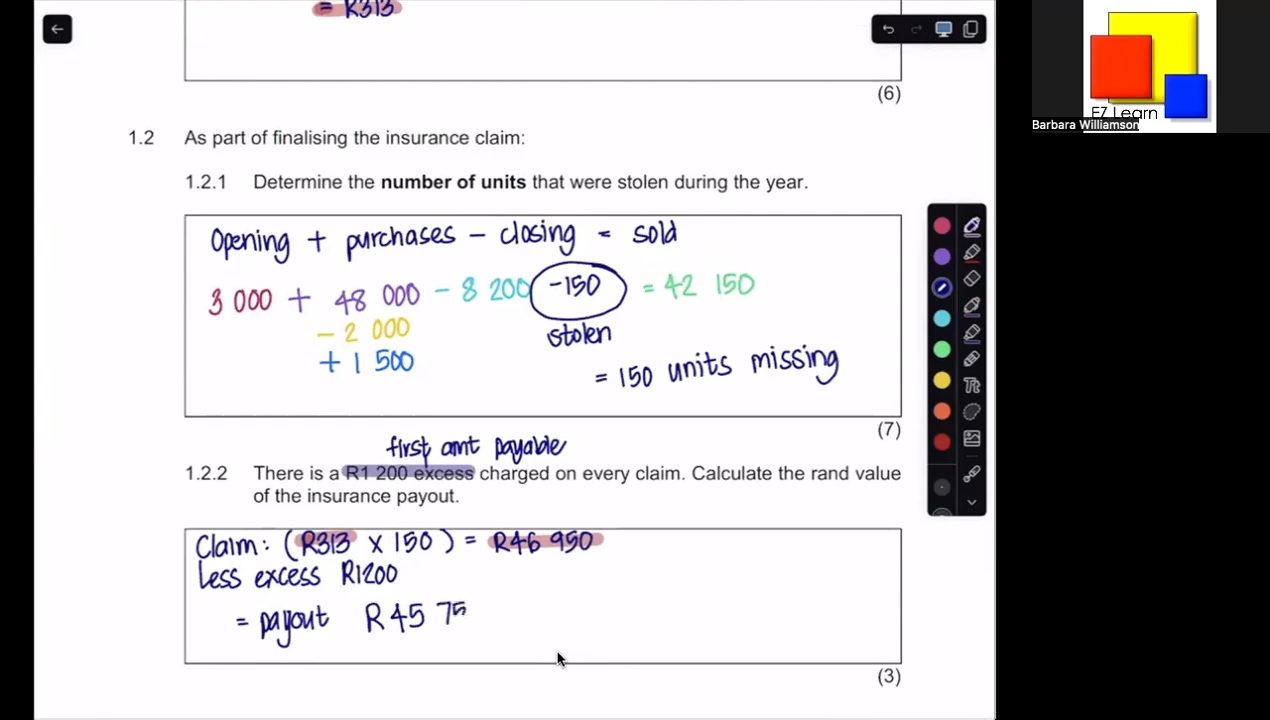 = R313
(6)
E7 Learn
Barbara Williamson
1.2 As part of finalising the insurance claim:
1.2.1 Determine the number of units that were stolen during the year.
Opening + purchases - closing = sold
3 000 + 48 000 - 8 200 -150 = 42 150
- 2 000
stolen
+ 1 500
= 150 units missing
(7)
first amt payable
1.2.2 There is a R1 200 excess charged on every claim. Calculate the rand value
of the insurance payout.
Claim: (R313 x 150) = R46 950
less excess R1200
= payout R45 75
(3)
Tt